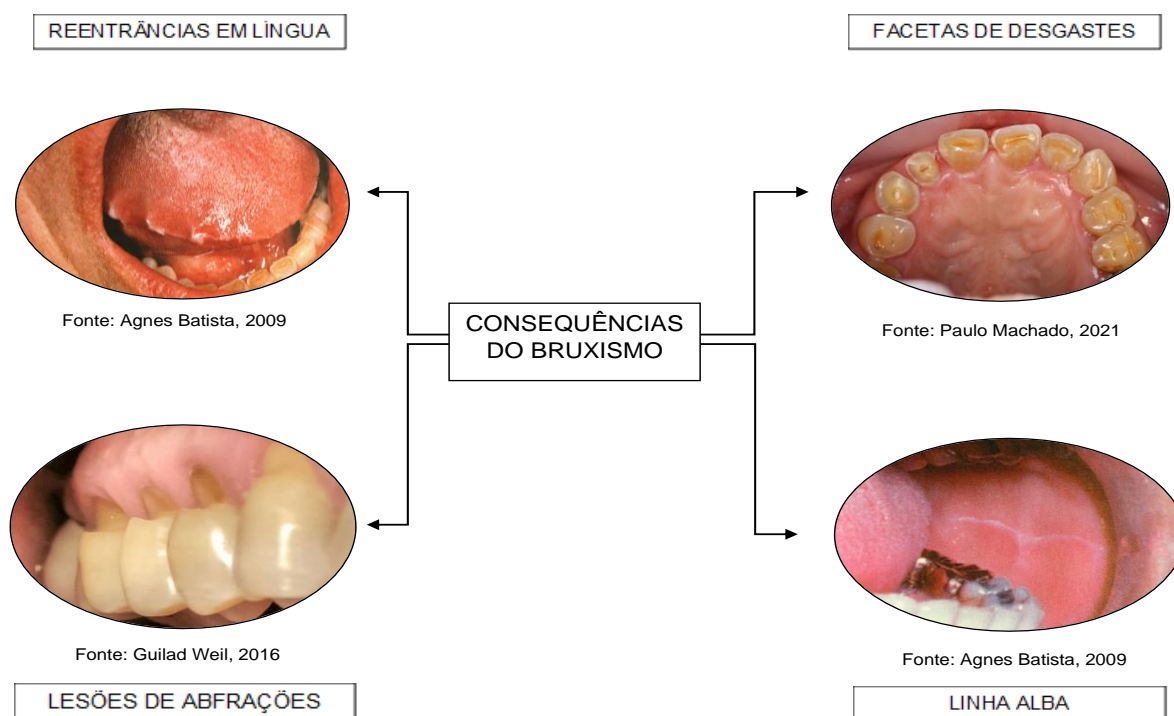 REENTRÂNCIAS EM LÌNGUA
FACETAS DE DESGASTES
Fonte: Agnes Batista, 2009
Fonte: Paulo Machado, 2021
CONSEQUÊNCIAS
DO BRUXISMO
Fonte: Guilad Weil, 2016
Fonte: Agnes Batista, 2009
LESÕES DE ABFRAÇÕES
LINHA ALBA